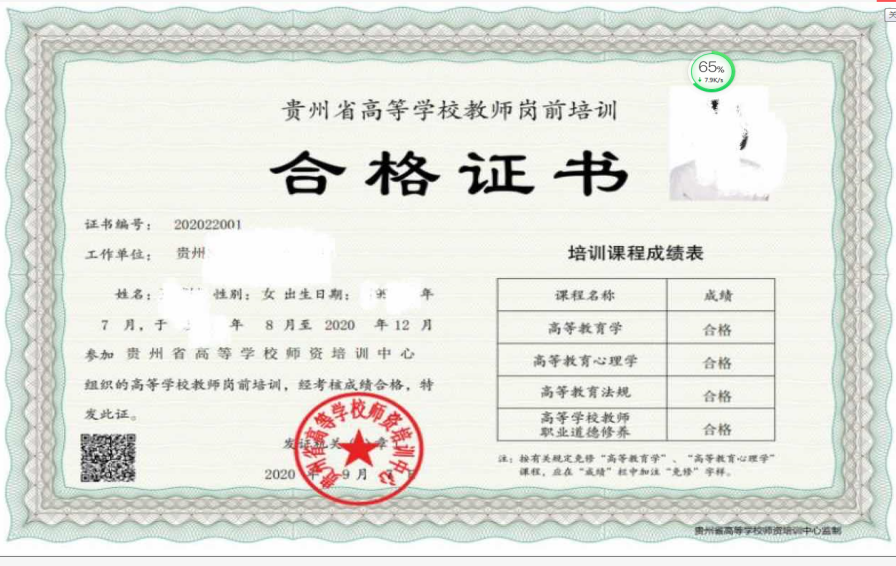 65%
7.9K/s
关
贵州省高等学校教师岗前培训
合格证书
证书编号： 202022001
工作单位： 贵州
姓名： 性别：女 出生日期： 年
7 月，于 年 8 月至 2020 年 12 月
参加 贵州省高等学校师资培训中心
组织的高等学校教师岗前培训，经考核成绩合格，特
发此证。
发证机关 章
2020 年 9 月
贵州省高等学校师资培训中心
培训课程成绩表
课程名称 成绩
高等教育学 合格
高等教育心理学 合格
高等教育法规 合格
高等学校教师
职业道德修养 合格
注：按有关规定免修“高等教育学”、“高等教育心理学”
课程，应在“成绩”栏中加注“免修”字样。
贵州省高等学校师资培训中心监制